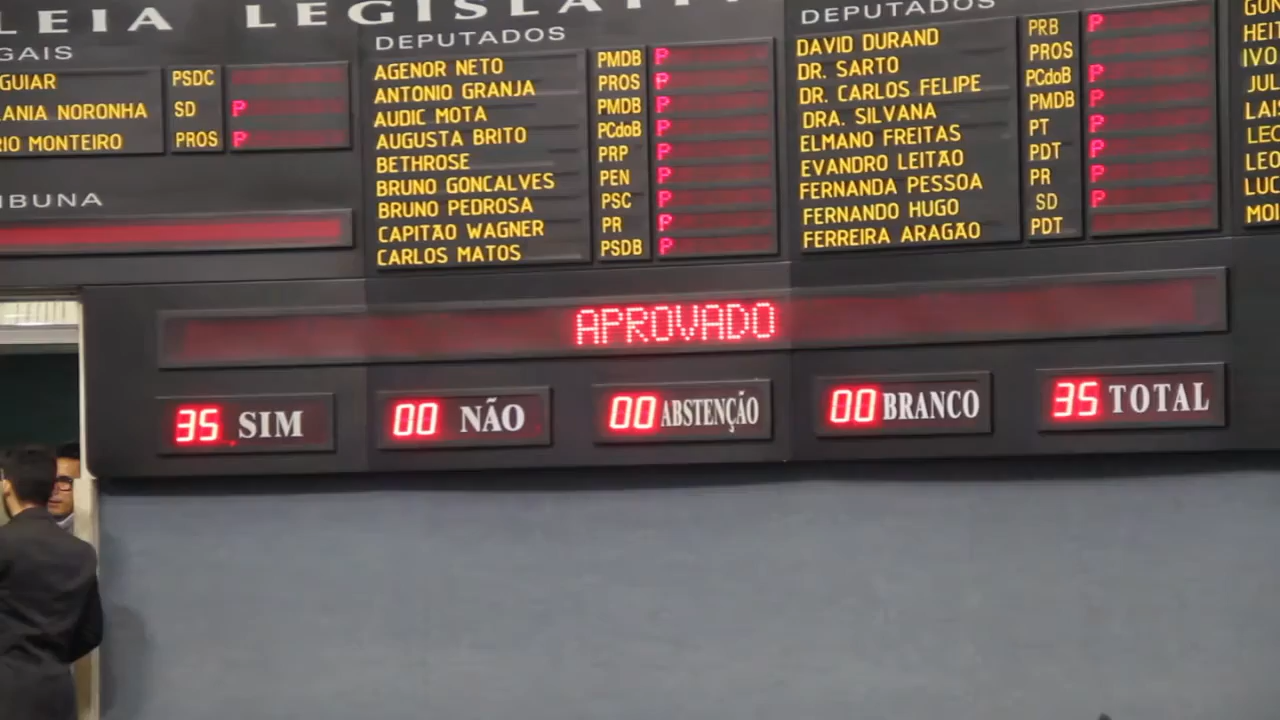 LEIA LEGISLATI
GAIS
GUIAR PSDC
ANIA NORONHA SD P
IO MONTEIRO PROS P
IBUNA
DEPUTADOS
AGENOR NETO PMDB P
ANTONIO GRANJA PROS P
AUDIC MOTA PMDB P
AUGUSTA BRITO PCdoB P
BETHROSE PRP P
BRUNO GONCALVES PEN P
BRUNO PEDROSA PSC P
CAPITÃO WAGNER PR P
CARLOS MATOS PSDB P
DEPUTADOS
DAVID DURAND PRB P
DR. SARTO PROS
DR. CARLOS FELIPE PCdoB P
DRA. SILVANA PMDB P
ELMANO FREITAS PT P
EVANDRO LEITÃO PDT P
FERNANDA PESSOA PR P
FERNANDO HUGO SD P
FERREIRA ARAGÃO PDT
GON
HEIT
IVO
JUL
LAI
LEO
LUC
MOI
APROVADO
35 SIM 00 NÃO 00 ABSTENÇÃO 00 BRANCO 35 TOTAL